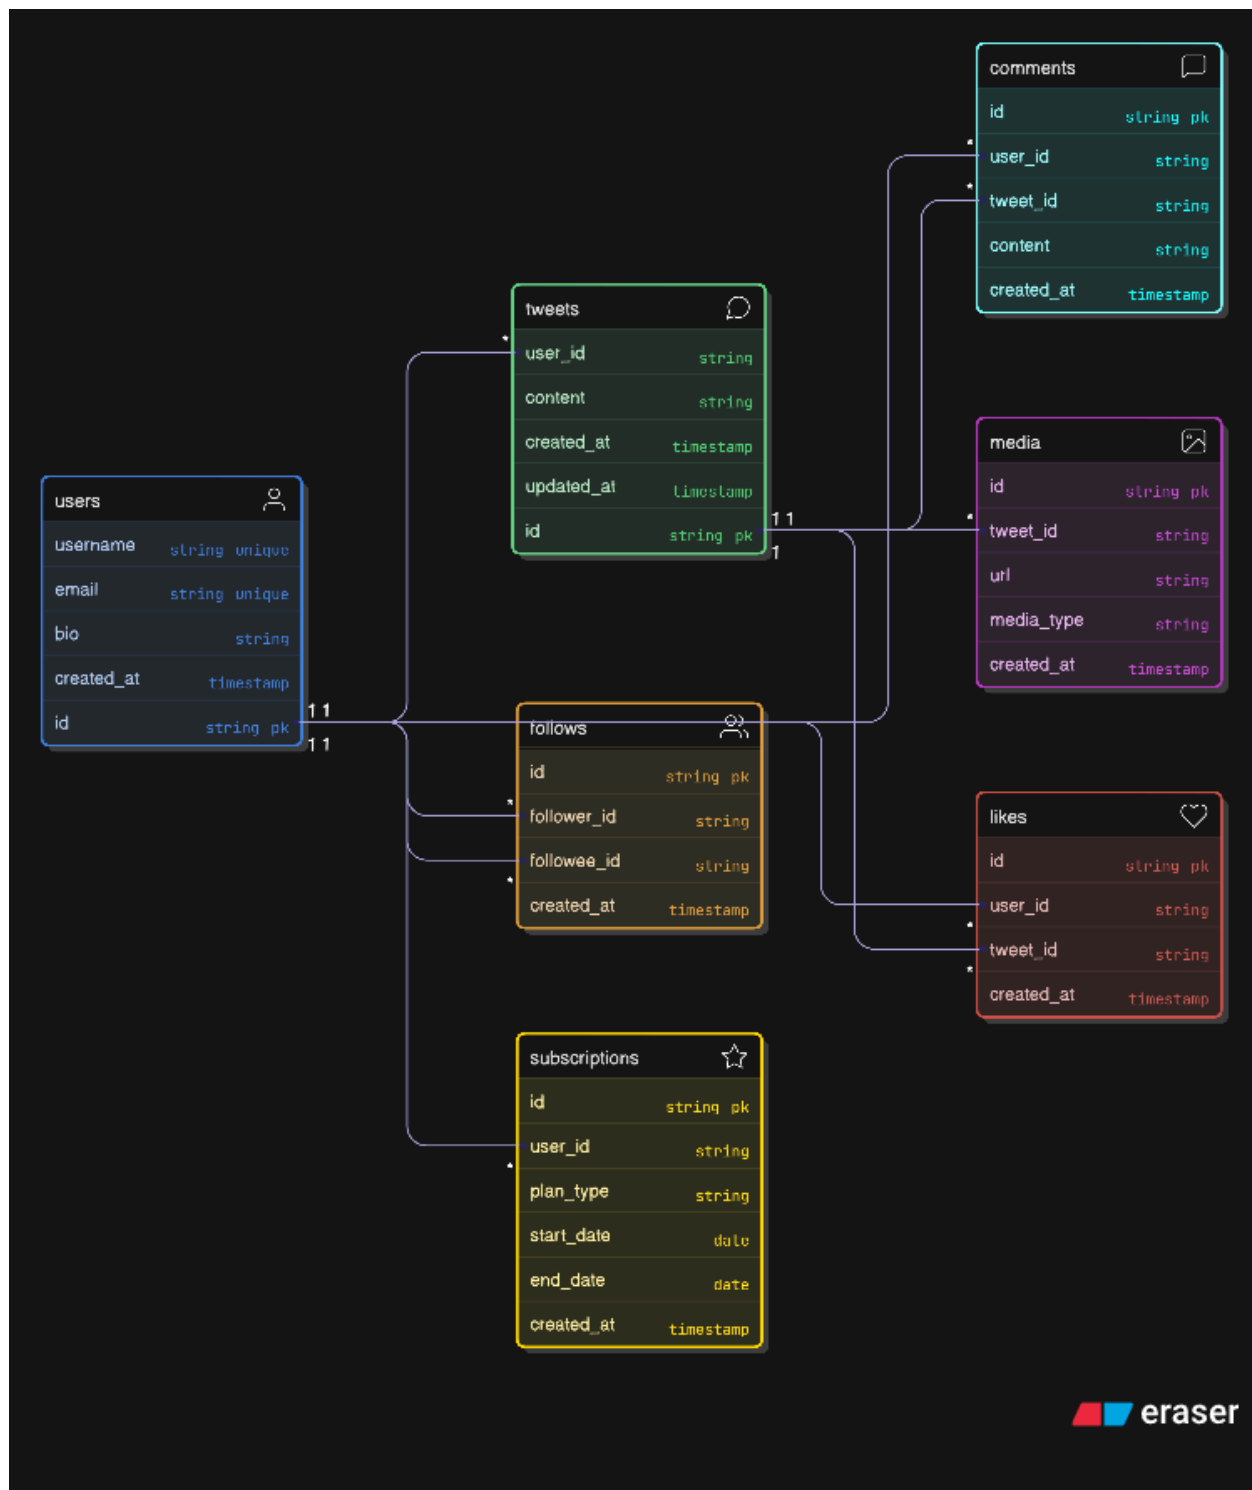 users
username string unique
email string unique
bio string
created_at timestamp
id string pk
1 1
1 1
tweets
* user_id string
content string
created_at timestamp
updated_at timestamp
id string pk
1 1
1
follows
id string pk
* follower_id string
followee_id string
*
created_at timestamp
subscriptions
id string pk
user_id string
*
plan_type string
start_date date
end_date date
created_at timestamp
comments
id string pk
* user_id string
* tweet_id string
content string
created_at timestamp
media
id string pk
* tweet_id string
url string
media_type string
created_at timestamp
likes
id string pk
user_id string
*
tweet_id string
*
created_at timestamp
eraser